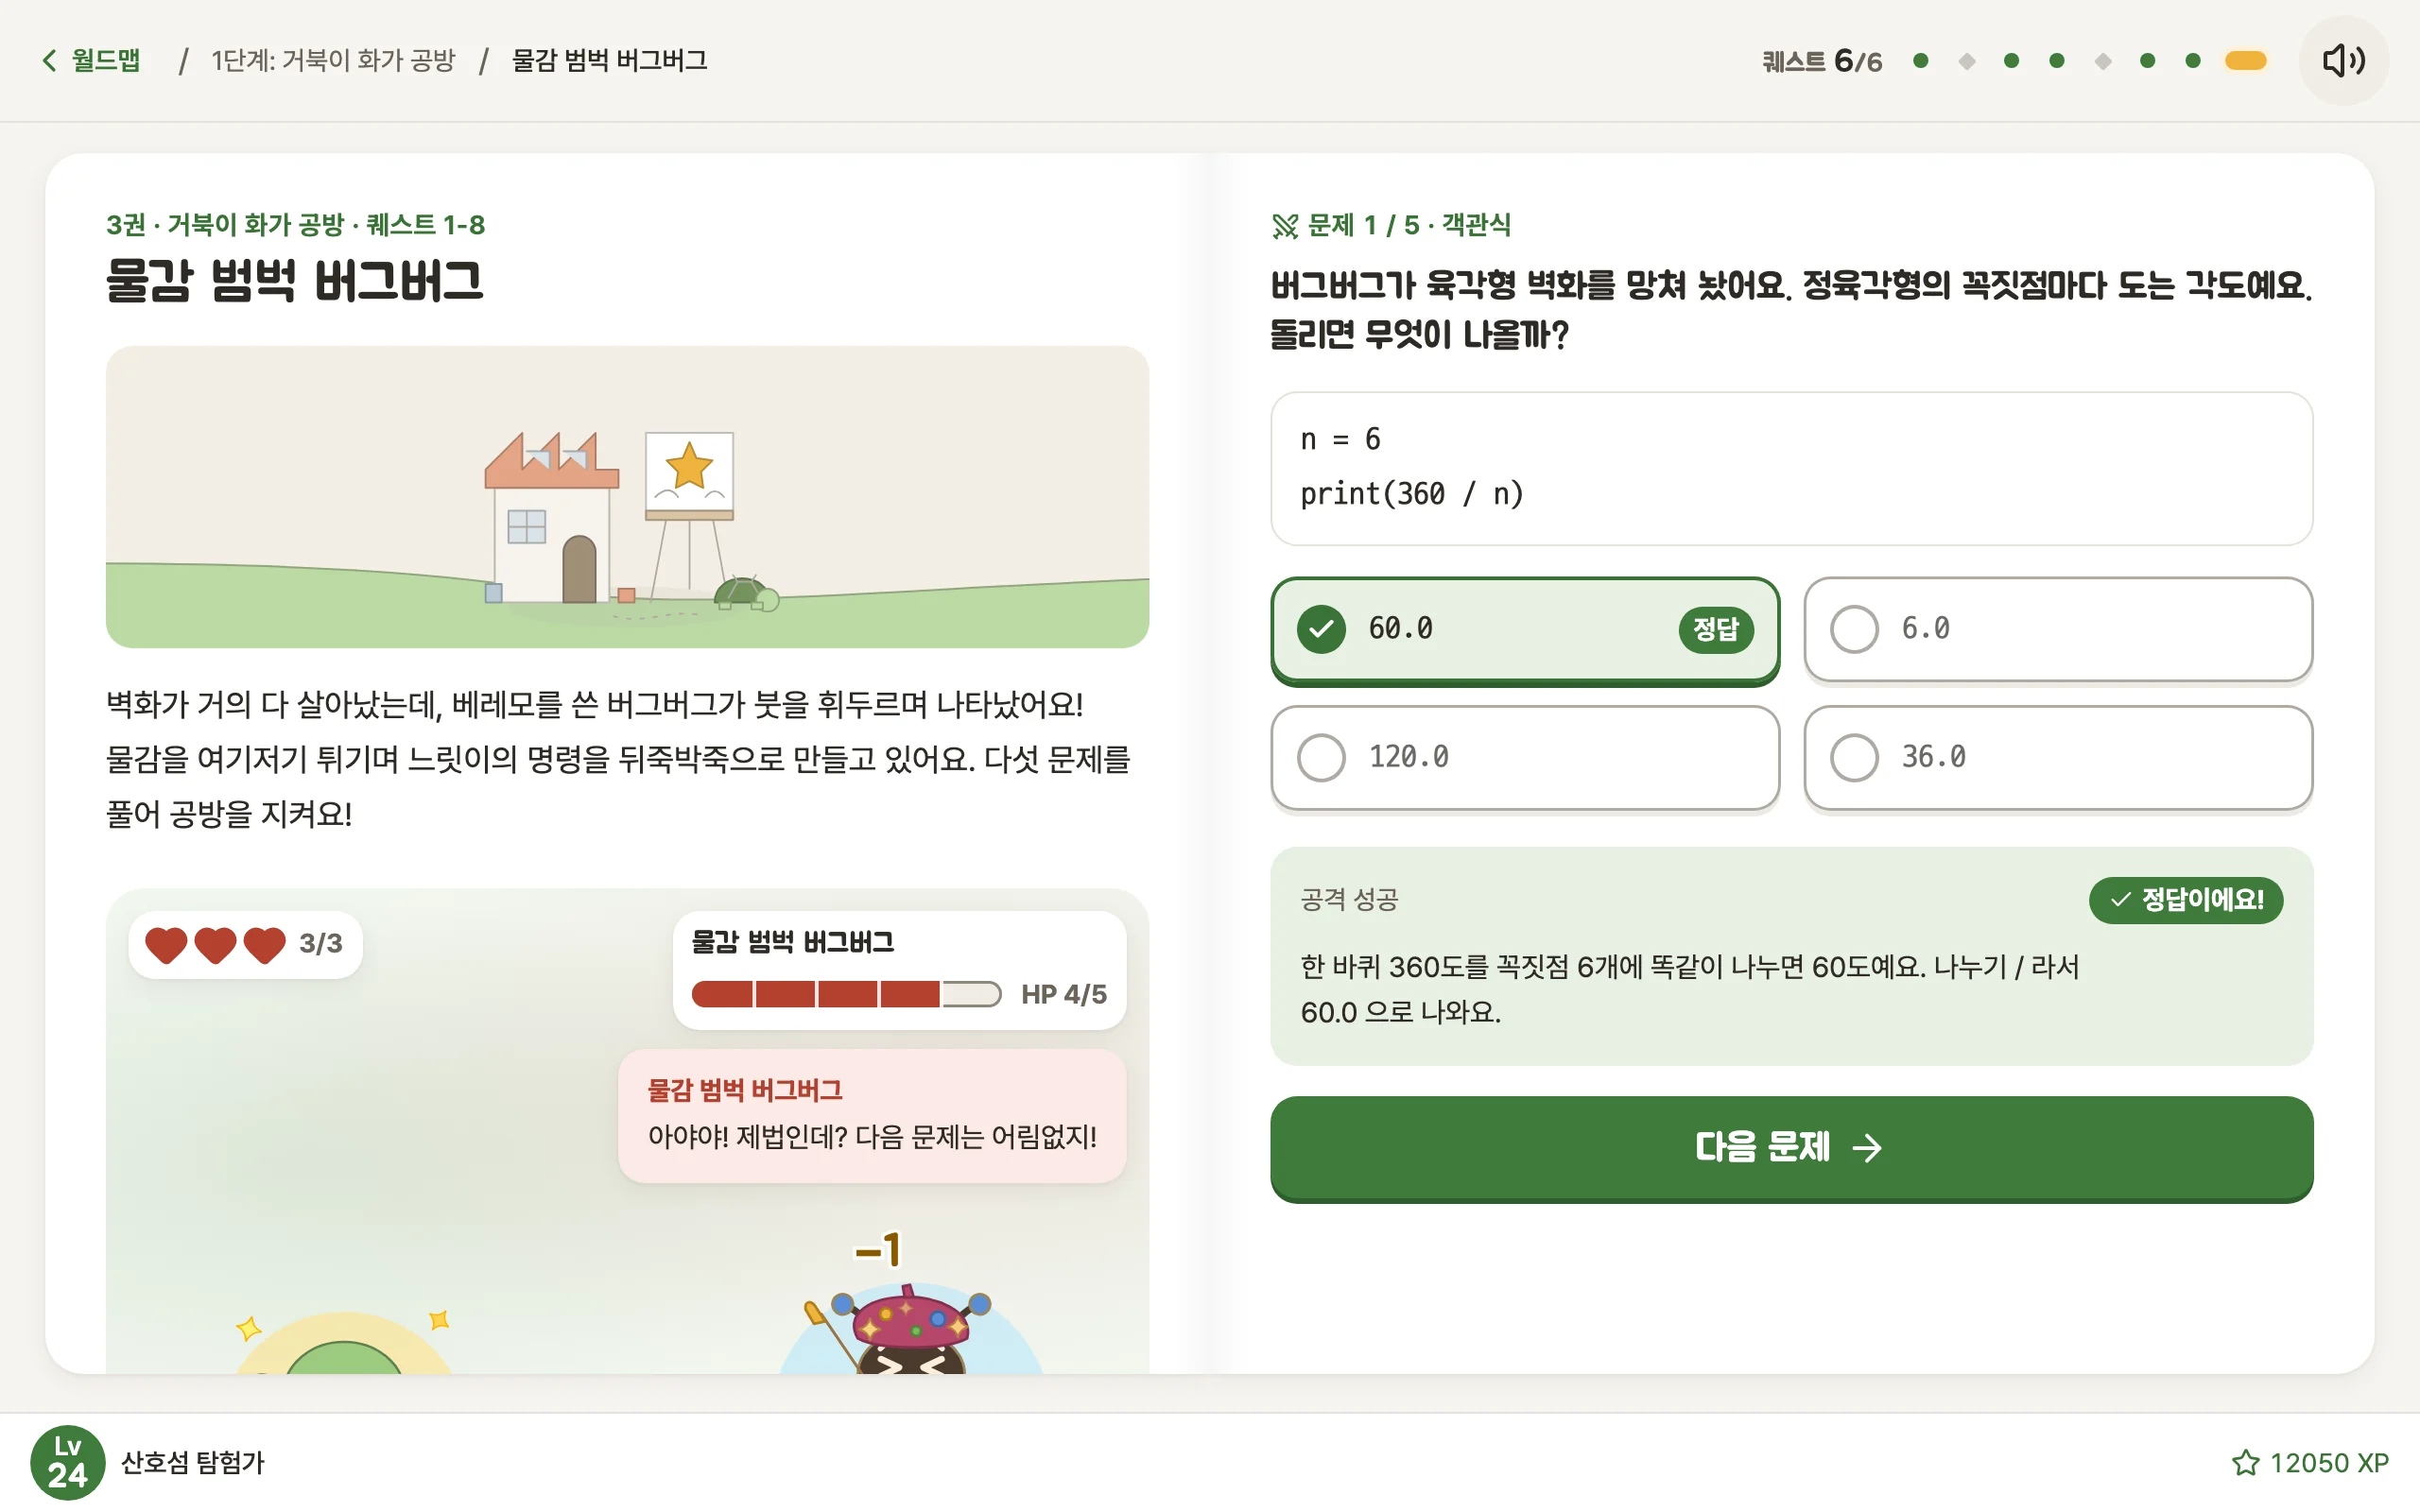 월드맵 / 1단계: 거북이 화가 공방 / 물감 범벅 버그버그
퀘스트 6/6
3권 · 거북이 화가 공방 · 퀘스트 1-8
물감 범벅 버그버그
벽화가 거의 다 살아났는데, 베레모를 쓴 버그버그가 붓을 휘두르며 나타났어요!
물감을 여기저기 튀기며 느릿이의 명령을 뒤죽박죽으로 만들고 있어요. 다섯 문제를
풀어 공방을 지켜요!
3/3
물감 범벅 버그버그
HP 4/5
물감 범벅 버그버그
아야야! 제법인데? 다음 문제는 어림없지!
−1
문제 1 / 5 · 객관식
버그버그가 육각형 벽화를 망쳐 놨어요. 정육각형의 꼭짓점마다 도는 각도예요.
돌리면 무엇이 나올까?
n = 6
print(360 / n)
60.0
정답
6.0
120.0
36.0
공격 성공
정답이에요!
한 바퀴 360도를 꼭짓점 6개에 똑같이 나누면 60도예요. 나누기 / 라서
60.0 으로 나와요.
다음 문제 →
Lv
24
산호섬 탐험가
12050 XP